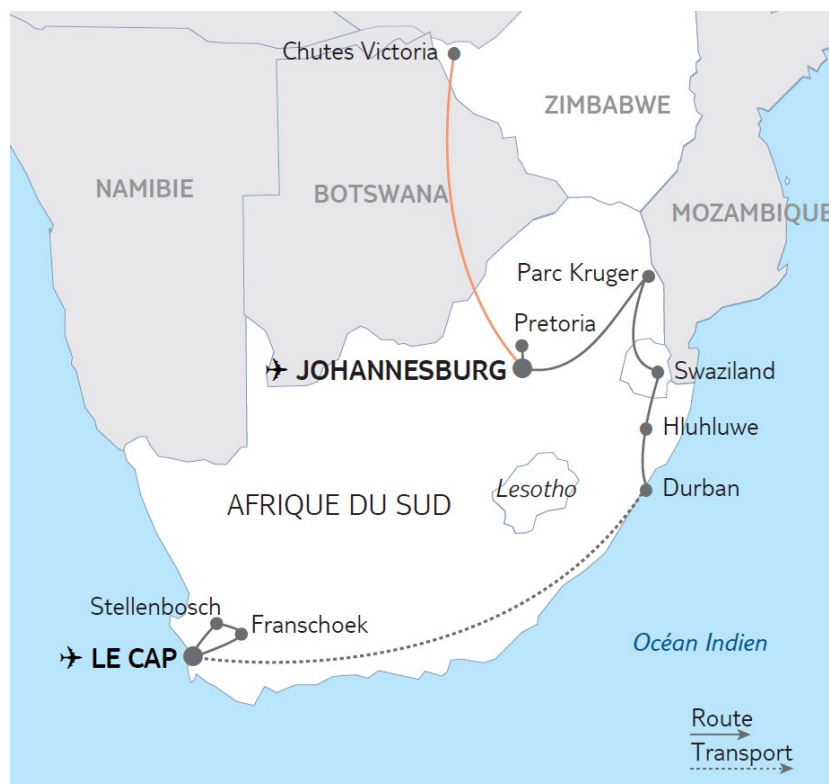 Chutes Victoria
ZIMBABWE
NAMIBIE
BOTSWANA
MOZAMBIQUE
Parc Kruger
Pretoria
JOHANNESBURG
Swaziland
Hluhluwe
Lesotho
Durban
AFRIQUE DU SUD
Stellenbosch
Franschoek
LE CAP
Océan Indien
Route
Transport